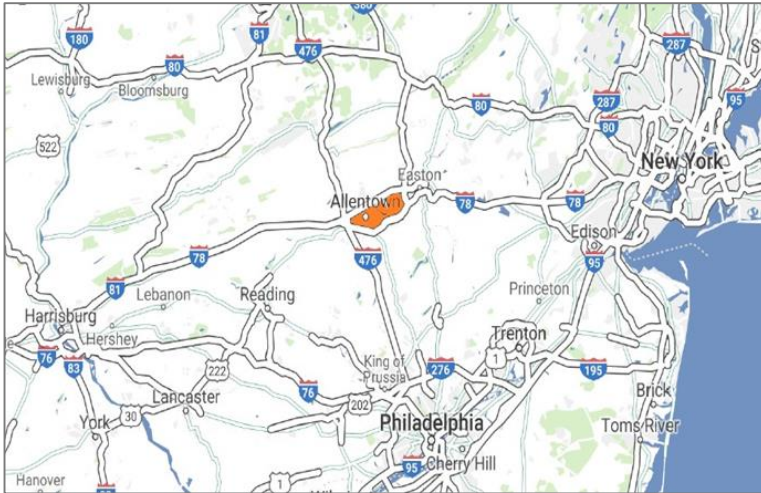 380
81
180
476
287
S
80
95
Lewisburg
Bloomsburg
80
287
80
522
New York
Easton
Allentown
78
78
Edison
78
476
95
81
Lebanon
Reading
Princeton
Harrisburg
Hershey
Trenton
e
King of
Prussia
276
1
76
83
222
76
195
Lancaster
202
Brick
30
York
Philadelphia
Toms River
Cherry Hill
95
1
Hanover